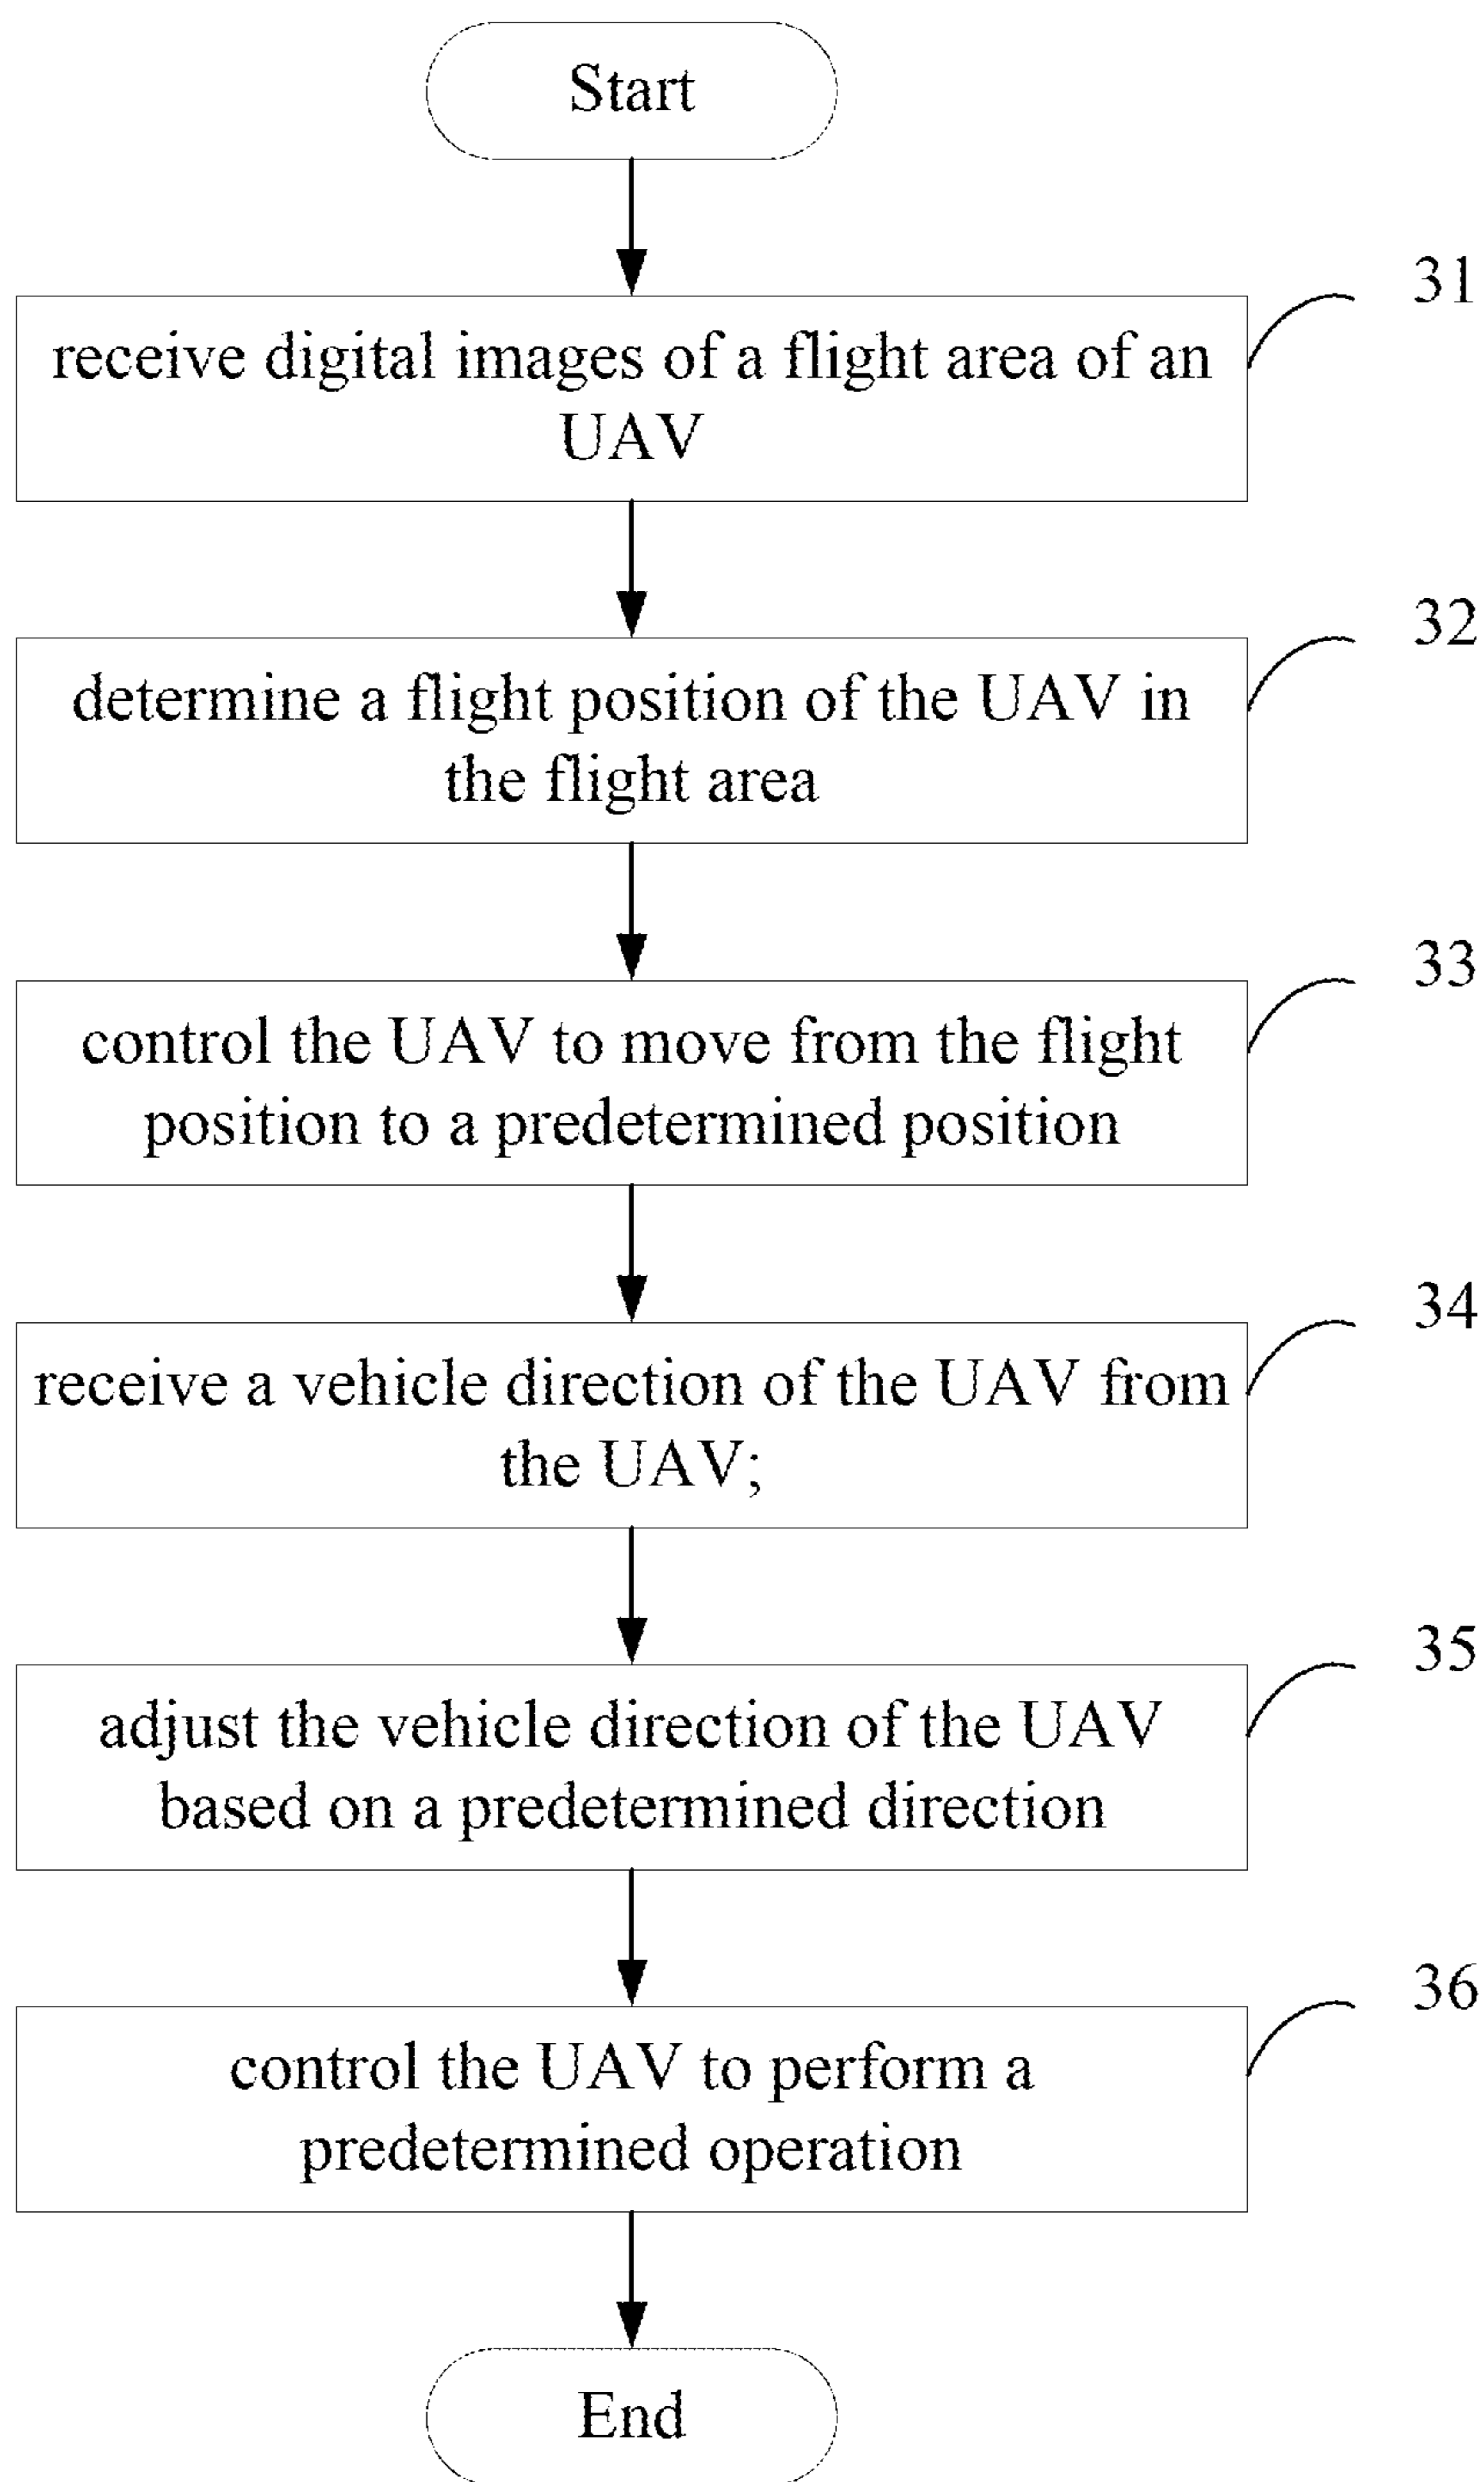 Start
31
receive digital images of a flight area of an
UAV
32
determine a flight position of the UAV in
the flight area
33
control the UAV to move from the flight
position to a predetermined position
34
receive a vehicle direction of the UAV from
the UAV;
35
adjust the vehicle direction of the UAV
based on a predetermined direction
36
control the UAV to perform a
predetermined operation
End